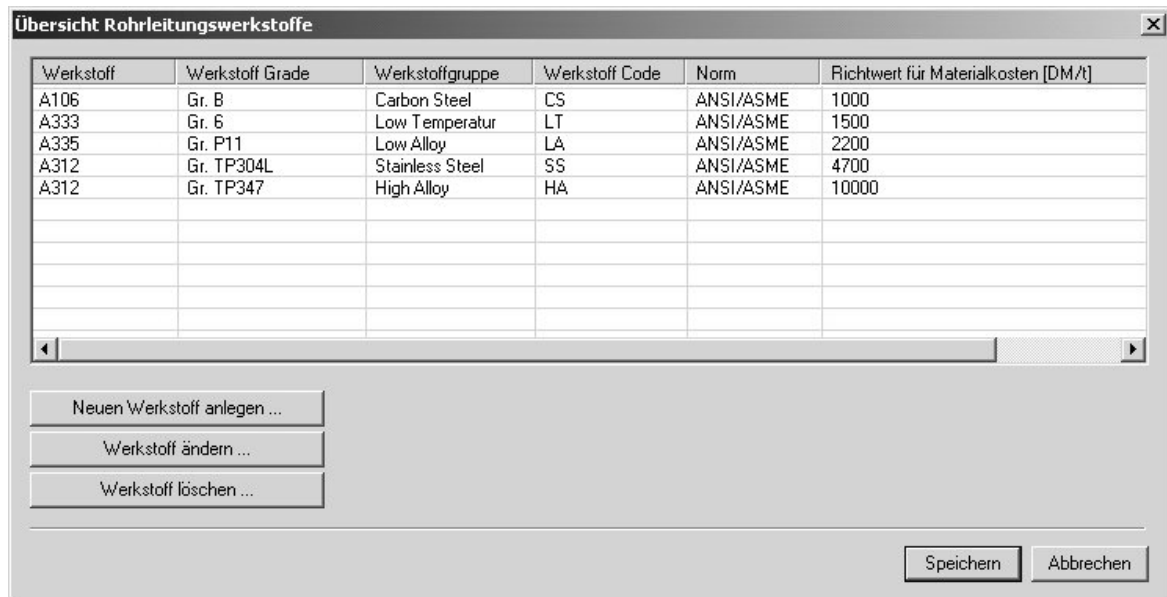 Übersicht Rohrleitungswerkstoffe
Werkstoff Werkstoff Grade Werkstoffgruppe Werkstoff Code Norm Richtwert für Materialkosten [DM/t]
A106 Gr. B Carbon Steel CS ANSI/ASME 1000
A333 Gr. 6 Low Temperatur LT ANSI/ASME 1500
A335 Gr. P11 Low Alloy LA ANSI/ASME 2200
A312 Gr. TP304L Stainless Steel SS ANSI/ASME 4700
A312 Gr. TP347 High Alloy HA ANSI/ASME 10000
Neuen Werkstoff anlegen ...
Werkstoff ändern ...
Werkstoff löschen ...
Speichern Abbrechen